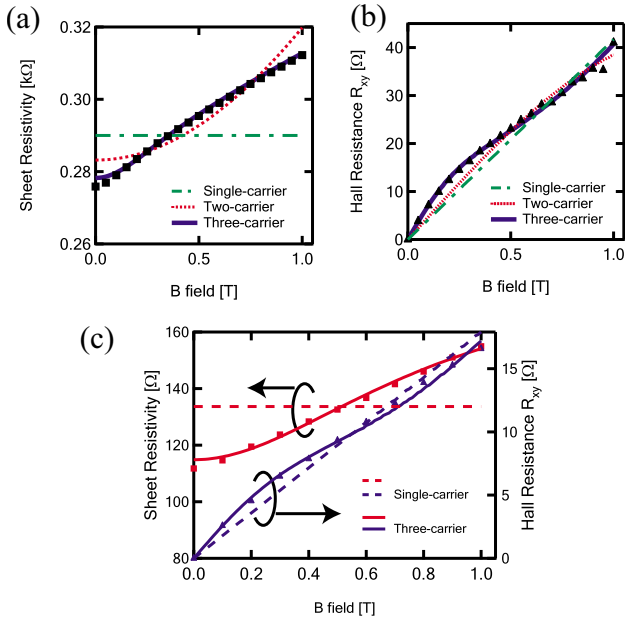 (a)
0.32
0.30
0.28
0.26
Sheet Resistivity [kΩ]
Single-carrier
Two-carrier
Three-carrier
0.0
0.5
1.0
B field [T]
(b)
40
30
20
10
0
Hall Resistance Rxy [Ω]
Single-carrier
Two-carrier
Three-carrier
0.0
0.5
1.0
B field [T]
(c)
160
140
120
100
80
Sheet Resistivity [Ω]
15
10
5
0
Hall Resistance Rxy [Ω]
Single-carrier
Three-carrier
0.0
0.2
0.4
0.6
0.8
1.0
B field [T]